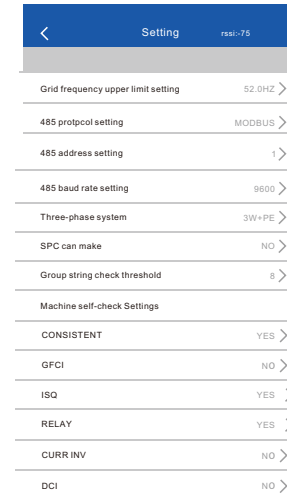 Setting rssi:-75
Grid frequency upper limit setting 52.0HZ
485 protpcol setting MODBUS
485 address setting 1
485 baud rate setting 9600
Three-phase system 3W+PE
SPC can make NO
Group string check threshold 8
Machine self-check Settings
CONSISTENT YES
GFCI NO
ISQ YES
RELAY YES
CURR INV NO
DCI NO